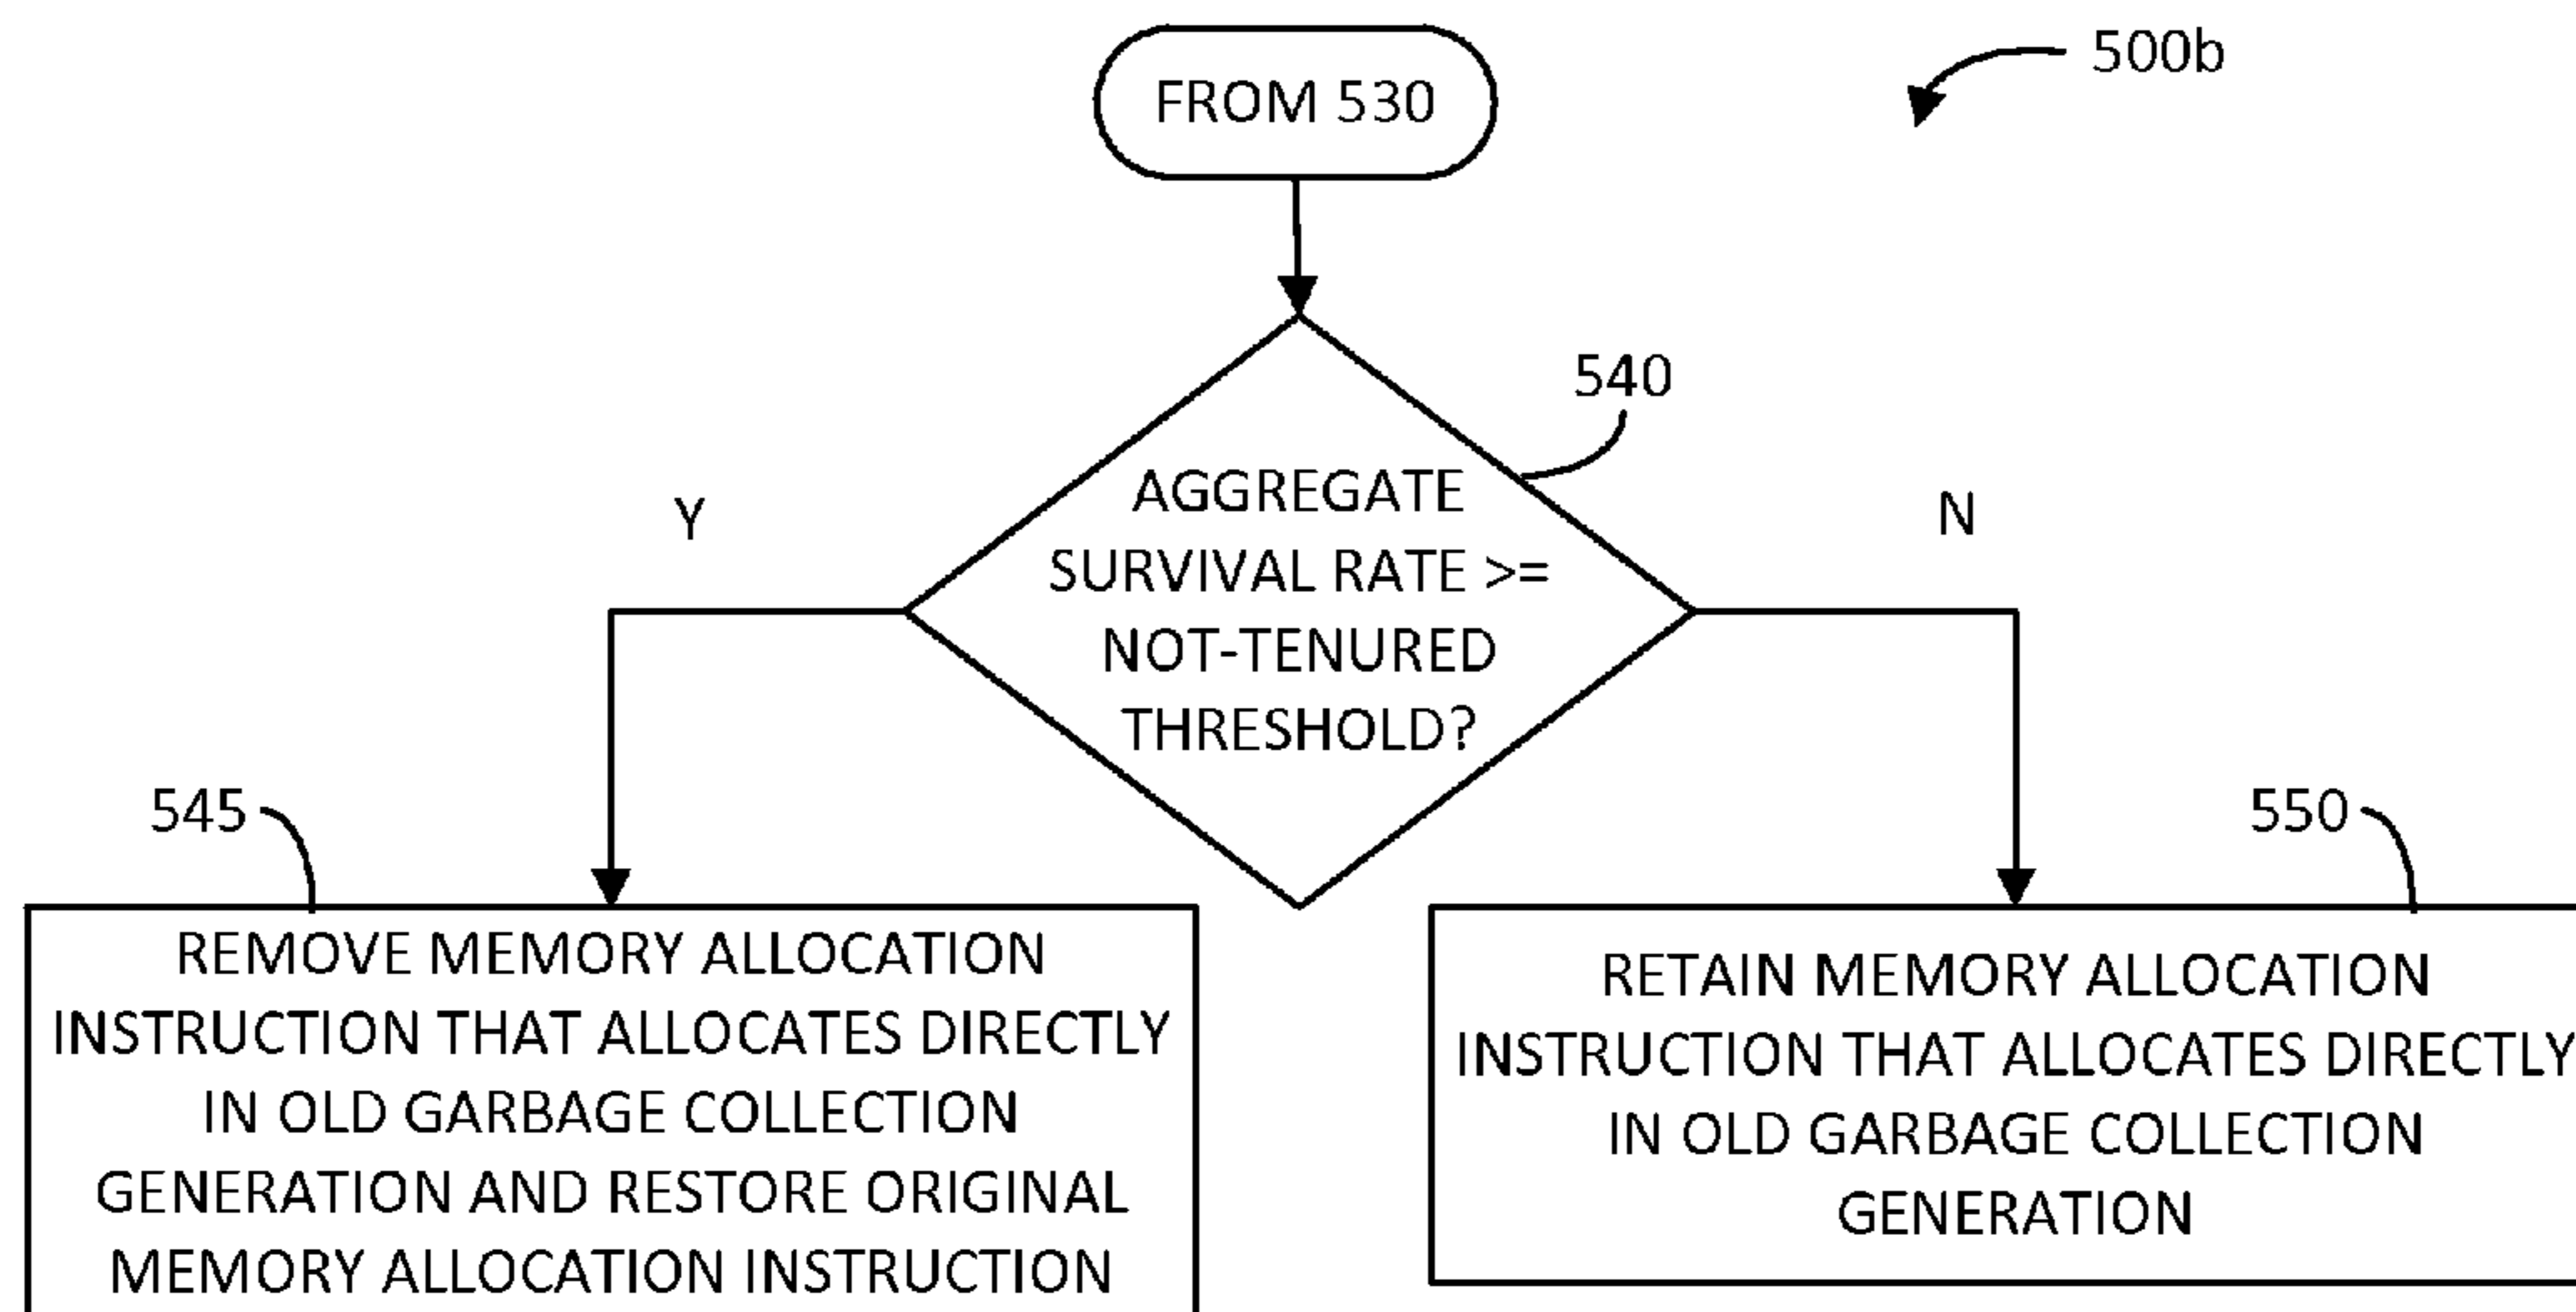 FROM 530
500b
540
AGGREGATE
SURVIVAL RATE >=
NOT-TENURED
THRESHOLD?
Y
N
545
REMOVE MEMORY ALLOCATION
INSTRUCTION THAT ALLOCATES DIRECTLY
IN OLD GARBAGE COLLECTION
GENERATION AND RESTORE ORIGINAL
MEMORY ALLOCATION INSTRUCTION
550
RETAIN MEMORY ALLOCATION
INSTRUCTION THAT ALLOCATES DIRECTLY
IN OLD GARBAGE COLLECTION
GENERATION